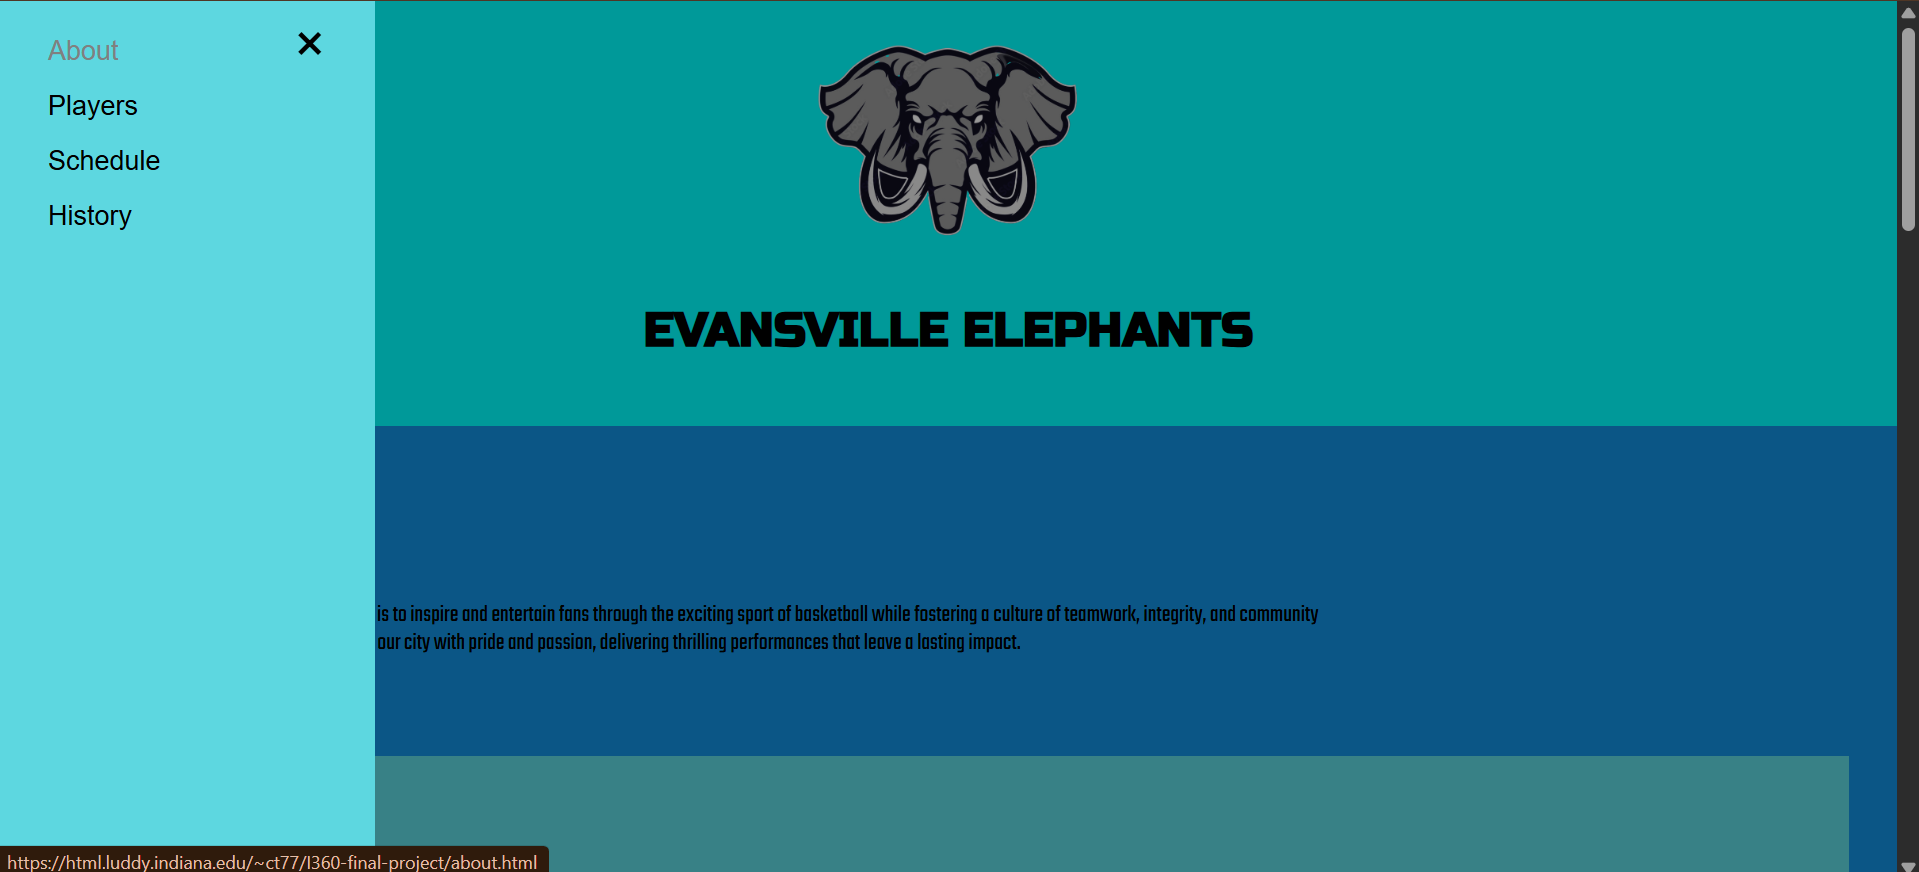 About
Players
Schedule
History
EVANSVILLE ELEPHANTS
is to inspire and entertain fans through the exciting sport of basketball while fostering a culture of teamwork, integrity, and community
our city with pride and passion, delivering thrilling performances that leave a lasting impact.
https://html.luddy.indiana.edu/~ct77/I360-final-project/about.html